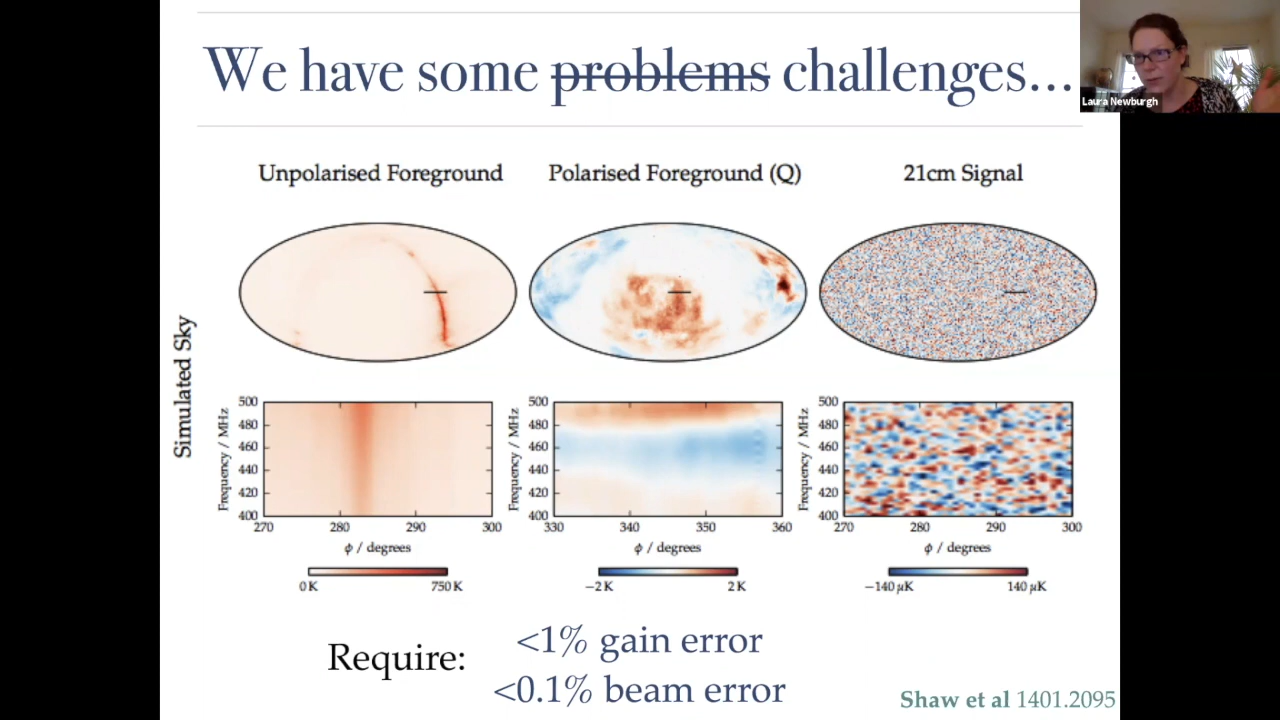 We have some problems challenges...
Laura Newburgh
Unpolarised Foreground
Polarised Foreground (Q)
21cm Signal
Simulated Sky
Frequency / MHz
500
480
460
440
420
400
270
280
290
300
ϕ / degrees
0 K
750 K
Frequency / MHz
500
480
460
440
420
400
330
340
350
360
ϕ / degrees
−2 K
2 K
Frequency / MHz
500
480
460
440
420
400
270
280
290
300
ϕ / degrees
−140 μK
140 μK
Require:
<1% gain error
<0.1% beam error
Shaw et al 1401.2095